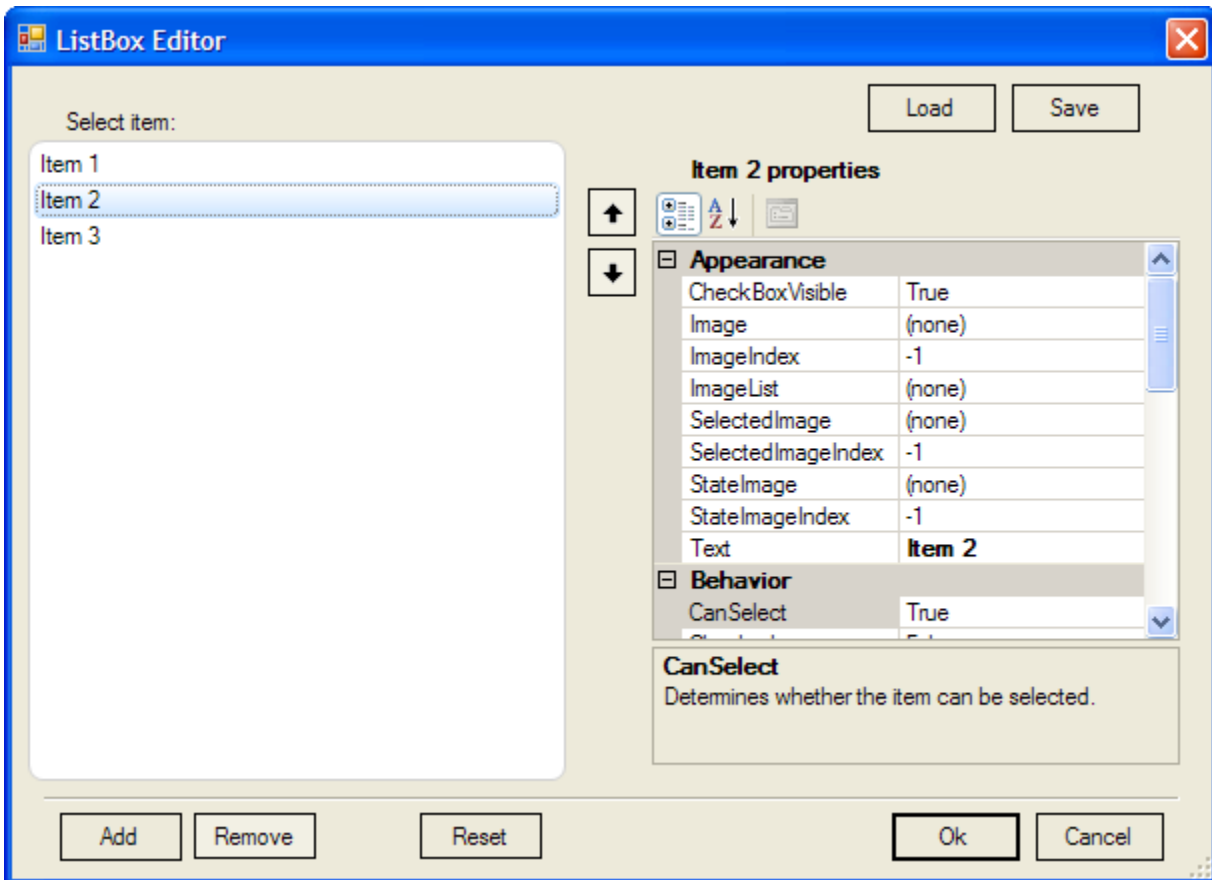 ListBox Editor
Load Save
Select item:
Item 1
Item 2
Item 3
Item 2 properties
Appearance
CheckBoxVisible True
Image (none)
ImageIndex -1
ImageList (none)
SelectedImage (none)
SelectedImageIndex -1
StateImage (none)
StateImageIndex -1
Text Item 2
Behavior
CanSelect True
CanSelect
Determines whether the item can be selected.
Add Remove Reset Ok Cancel